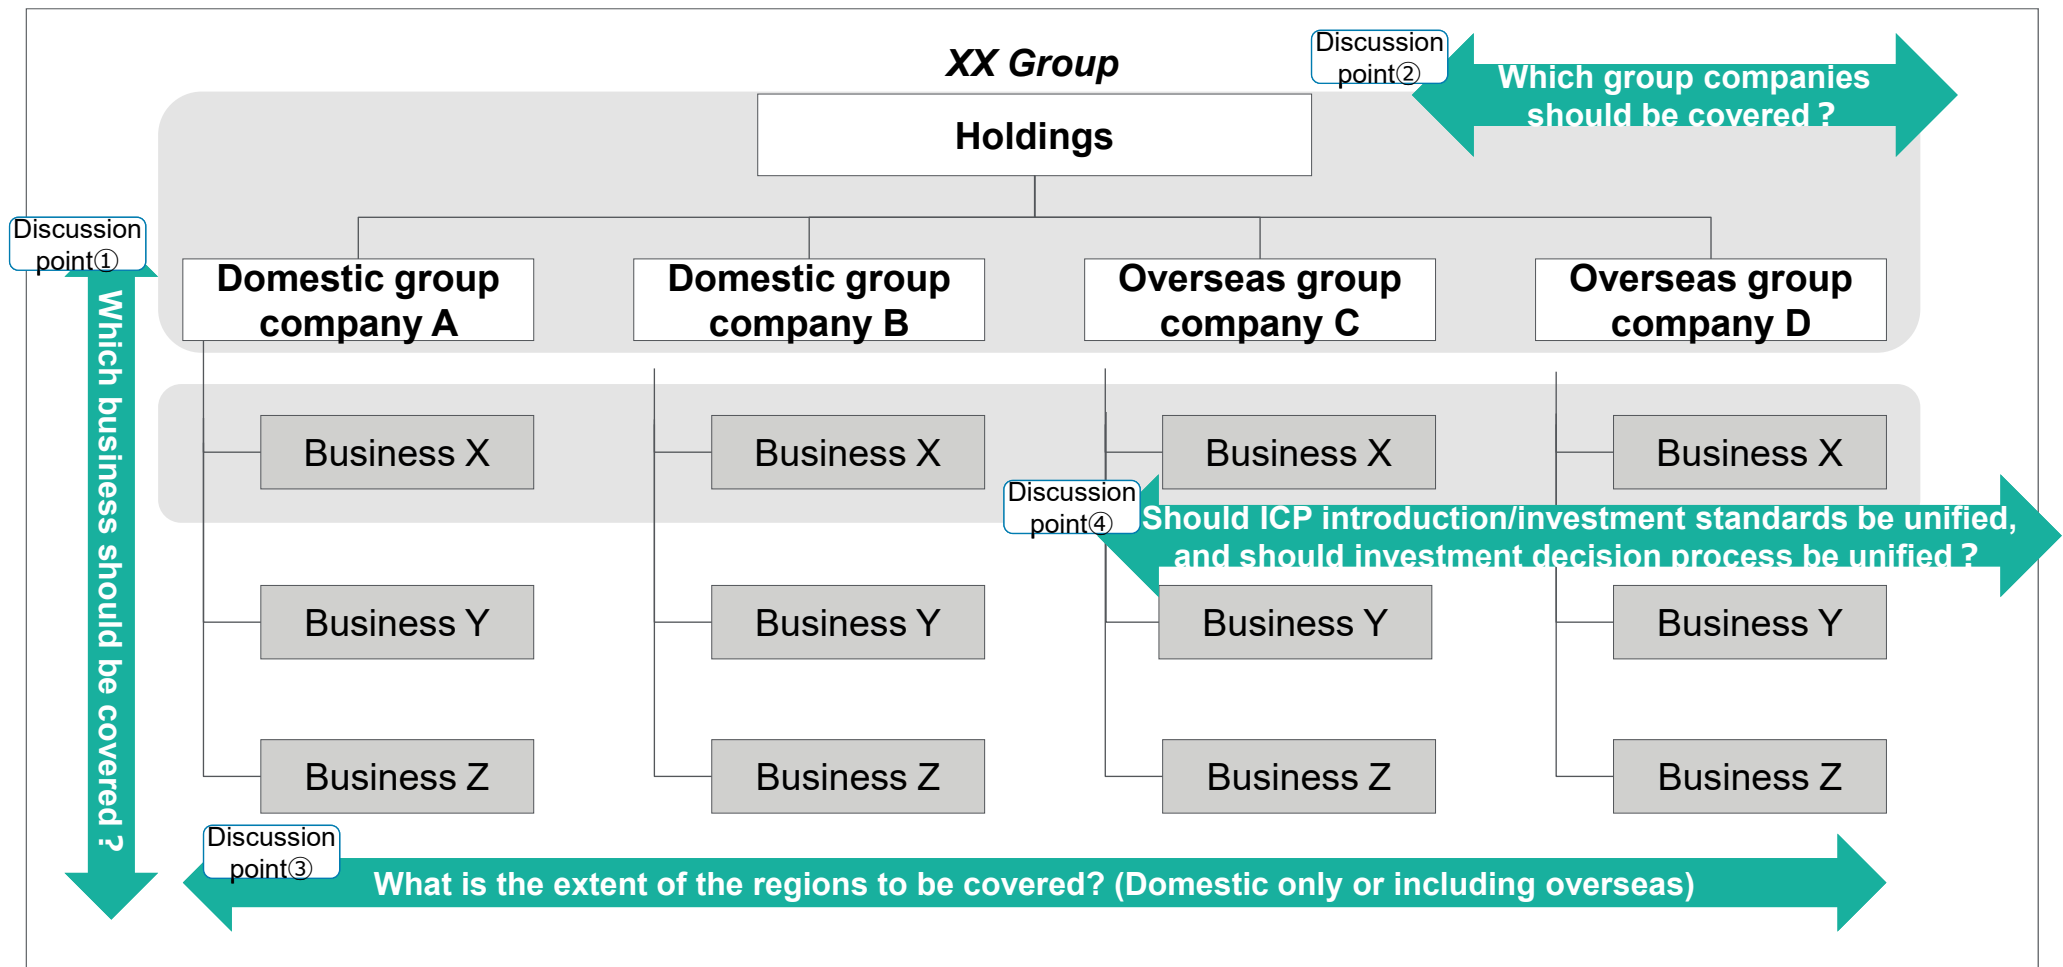 XX Group
Discussion
point②
Which group companies
should be covered？
Holdings
Discussion
point①
Which business should be covered？
Domestic group
company A
Domestic group
company B
Overseas group
company C
Overseas group
company D
Business X
Business X
Business X
Business X
Discussion
point④
Should ICP introduction/investment standards be unified,
and should investment decision process be unified？
Business Y
Business Y
Business Y
Business Y
Business Z
Business Z
Business Z
Business Z
Discussion
point③
What is the extent of the regions to be covered? (Domestic only or including overseas)